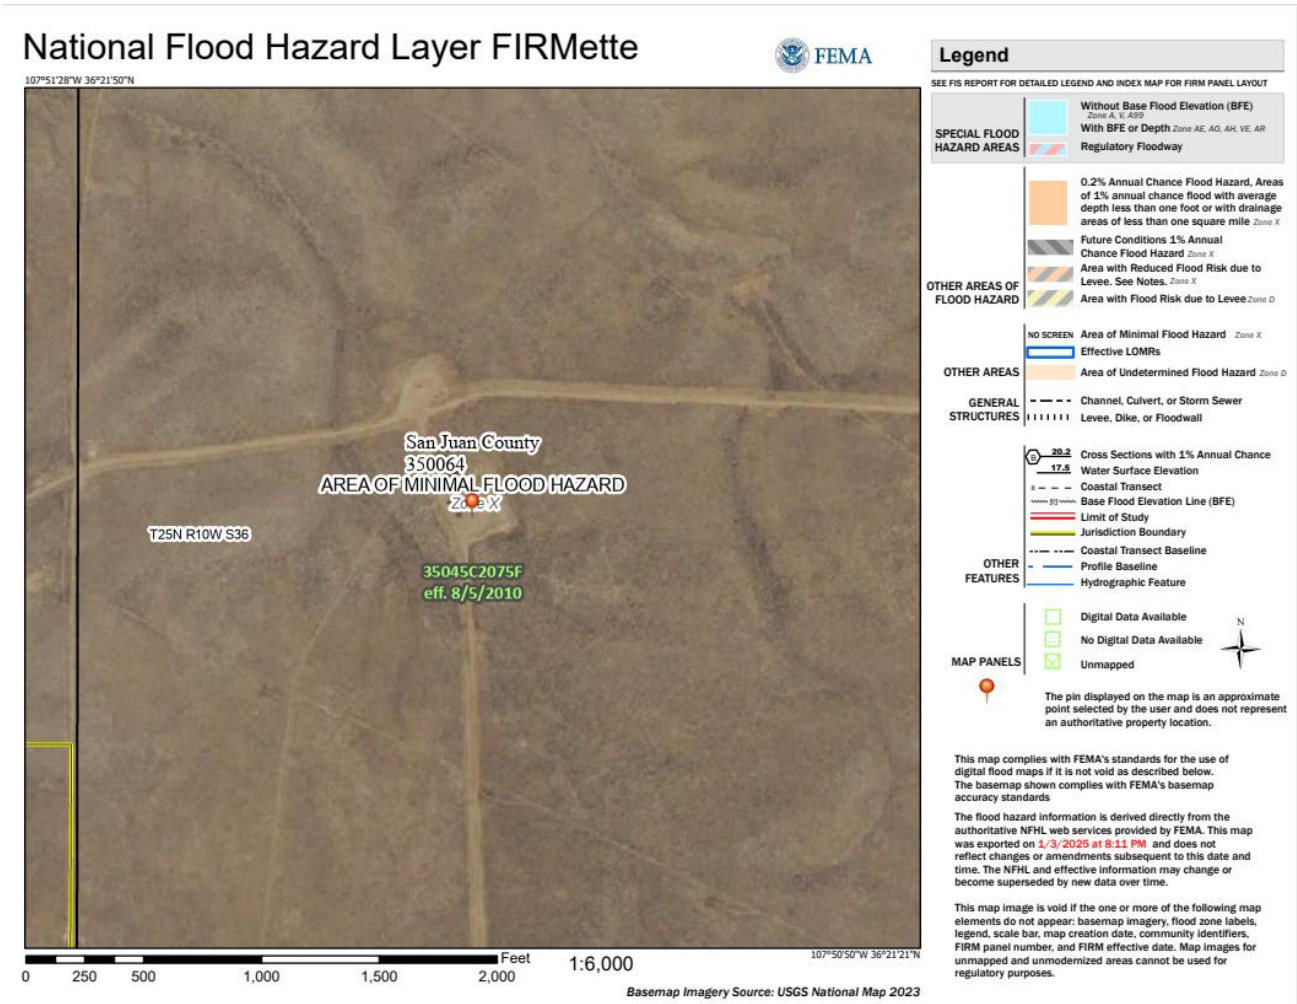 National Flood Hazard Layer FIRMette
FEMA
107°51'28"W 36°21'50"N
San Juan County
350064
AREA OF MINIMAL FLOOD HAZARD
Zone X
T25N R10W S36
35045C2075F
eff. 8/5/2010
107°50'50"W 36°21'21"N
Feet
0 250 500 1,000 1,500 2,000
1:6,000
Basemap Imagery Source: USGS National Map 2023
Legend
SEE FIS REPORT FOR DETAILED LEGEND AND INDEX MAP FOR FIRM PANEL LAYOUT
SPECIAL FLOOD
HAZARD AREAS
Without Base Flood Elevation (BFE)
Zone A, V, A99
With BFE or Depth Zone AE, AO, AH, VE, AR
Regulatory Floodway
0.2% Annual Chance Flood Hazard, Areas
of 1% annual chance flood with average
depth less than one foot or with drainage
areas of less than one square mile Zone X
Future Conditions 1% Annual
Chance Flood Hazard Zone X
Area with Reduced Flood Risk due to
Levee. See Notes. Zone X
Area with Flood Risk due to Levee Zone D
OTHER AREAS OF
FLOOD HAZARD
NO SCREEN Area of Minimal Flood Hazard Zone X
Effective LOMRs
OTHER AREAS
Area of Undetermined Flood Hazard Zone D
GENERAL
STRUCTURES
Channel, Culvert, or Storm Sewer
Levee, Dike, or Floodwall
B 20.2 Cross Sections with 1% Annual Chance
17.5 Water Surface Elevation
8 Coastal Transect
513 Base Flood Elevation Line (BFE)
Limit of Study
Jurisdiction Boundary
Coastal Transect Baseline
OTHER
FEATURES
Profile Baseline
Hydrographic Feature
Digital Data Available
No Digital Data Available
Unmapped
MAP PANELS
N
The pin displayed on the map is an approximate
point selected by the user and does not represent
an authoritative property location.
This map complies with FEMA's standards for the use of
digital flood maps if it is not void as described below.
The basemap shown complies with FEMA's basemap
accuracy standards
The flood hazard information is derived directly from the
authoritative NFHL web services provided by FEMA. This map
was exported on 1/3/2025 at 8:11 PM and does not
reflect changes or amendments subsequent to this date and
time. The NFHL and effective information may change or
become superseded by new data over time.
This map image is void if the one or more of the following map
elements do not appear: basemap imagery, flood zone labels,
legend, scale bar, map creation date, community identifiers,
FIRM panel number, and FIRM effective date. Map images for
unmapped and unmodernized areas cannot be used for
regulatory purposes.